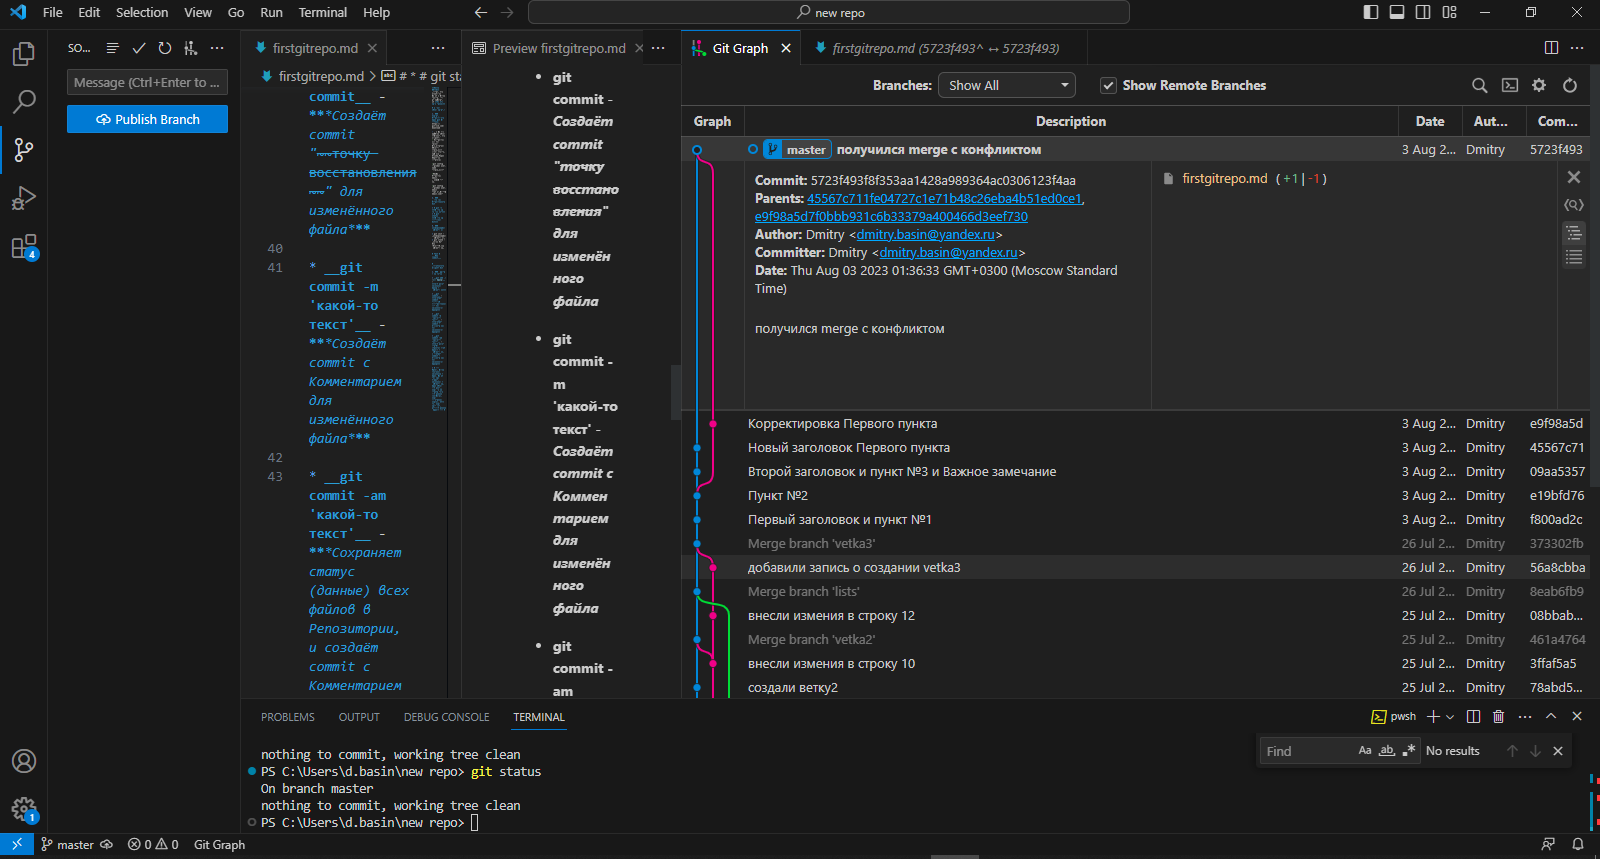 File Edit Selection View Go Run Terminal Help
new repo
SO...
Message (Ctrl+Enter to ...
Publish Branch
firstgitrepo.md
firstgitrepo.md > # * # git sta
commit__ -
***Создаём
commit
"~~точку
восстановления
~~" для
изменённого
файла***
40
41 * __git
commit -m
'какой-то
текст'__ -
***Создаём
commit с
Комментарием
для
изменённого
файла***
42
43 * __git
commit -am
'какой-то
текст'__ -
***Сохраняет
статус
(данные) всех
файлов в
Репозитории,
и создаём
commit с
Комментарием
Preview firstgitrepo.md
git
commit -
Создаём
commit
"точку
восстано
вления"
для
изменён
ного
файла
git
commit -
m
'какой-то
текст' -
Создаём
commit с
Коммен
тарием
для
изменён
ного
файла
git
commit -
am
Git Graph
firstgitrepo.md (5723f493^ ↔ 5723f493)
Branches: Show All
Show Remote Branches
Graph Description Date Aut... Com...
master получился merge с конфликтом 3 Aug 2... Dmitry 5723f493
Commit: 5723f493f8f353aa1428a989364ac0306123f4aa
Parents: 45567c711fe04727c1e71b48c26eba4b51ed0ce1,
e9f98a5d7f0bbb931c6b33379a400466d3eef730
Author: Dmitry <dmitry.basin@yandex.ru>
Committer: Dmitry <dmitry.basin@yandex.ru>
Date: Thu Aug 03 2023 01:36:33 GMT+0300 (Moscow Standard
Time)
получился merge с конфликтом
firstgitrepo.md (+1|-1)
Корректировка Первого пункта 3 Aug 2... Dmitry e9f98a5d
Новый заголовок Первого пункта 3 Aug 2... Dmitry 45567c71
Второй заголовок и пункт №3 и Важное замечание 3 Aug 2... Dmitry 09aa5357
Пункт №2 3 Aug 2... Dmitry e19bfd76
Первый заголовок и пункт №1 3 Aug 2... Dmitry f800ad2c
Merge branch 'vetka3' 26 Jul 2... Dmitry 373302fb
добавили запись о создании vetka3 26 Jul 2... Dmitry 56a8cbba
Merge branch 'lists' 26 Jul 2... Dmitry 8eab6fb9
внесли измения в строку 12 25 Jul 2... Dmitry 08bbab...
Merge branch 'vetka2' 25 Jul 2... Dmitry 461a4764
внесли измения в строку 10 25 Jul 2... Dmitry 3ffaf5a5
создали ветку2 25 Jul 2... Dmitry 78abd5...
PROBLEMS OUTPUT DEBUG CONSOLE TERMINAL
pwsh
Find Aa ab No results
nothing to commit, working tree clean
PS C:\Users\d.basin\new repo> git status
On branch master
nothing to commit, working tree clean
PS C:\Users\d.basin\new repo>
4
1
master 0 0 Git Graph